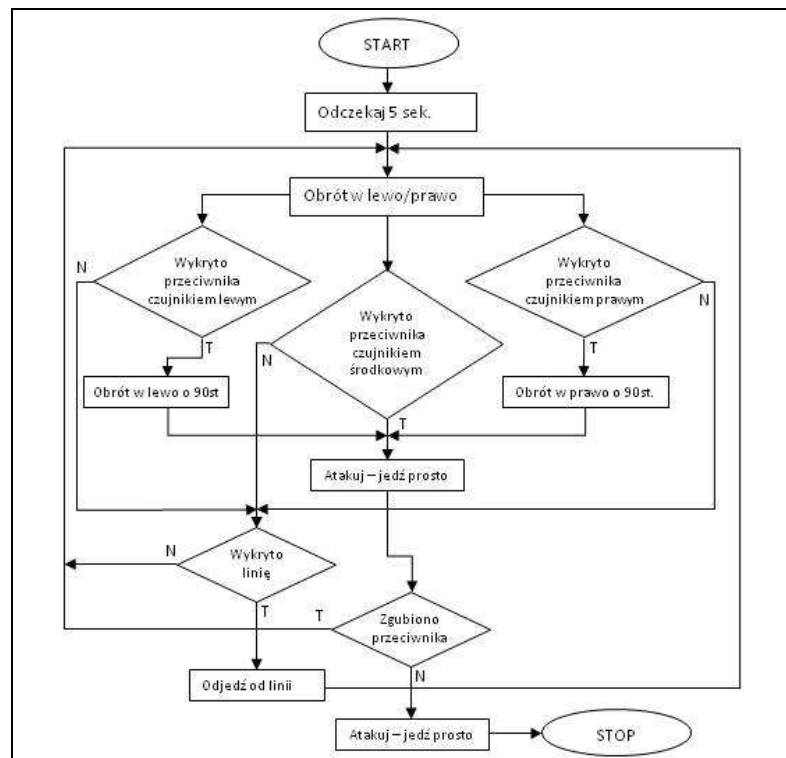 START
Odczekaj 5 sek.
Obrót w lewo/prawo
Wykryto
przeciwnika
czujnikiem lewym
N
T
Wykryto
przeciwnika
czujnikiem
środkowym
N
T
Wykryto
przeciwnika
czujnikiem prawym
N
T
Obrót w lewo o 90st
Obrót w prawo o 90st.
Atakuj – jedź prosto
Wykryto
linię
N
T
Zgubiono
przeciwnika
T
N
Odjedź od linii
Atakuj – jedź prosto
STOP